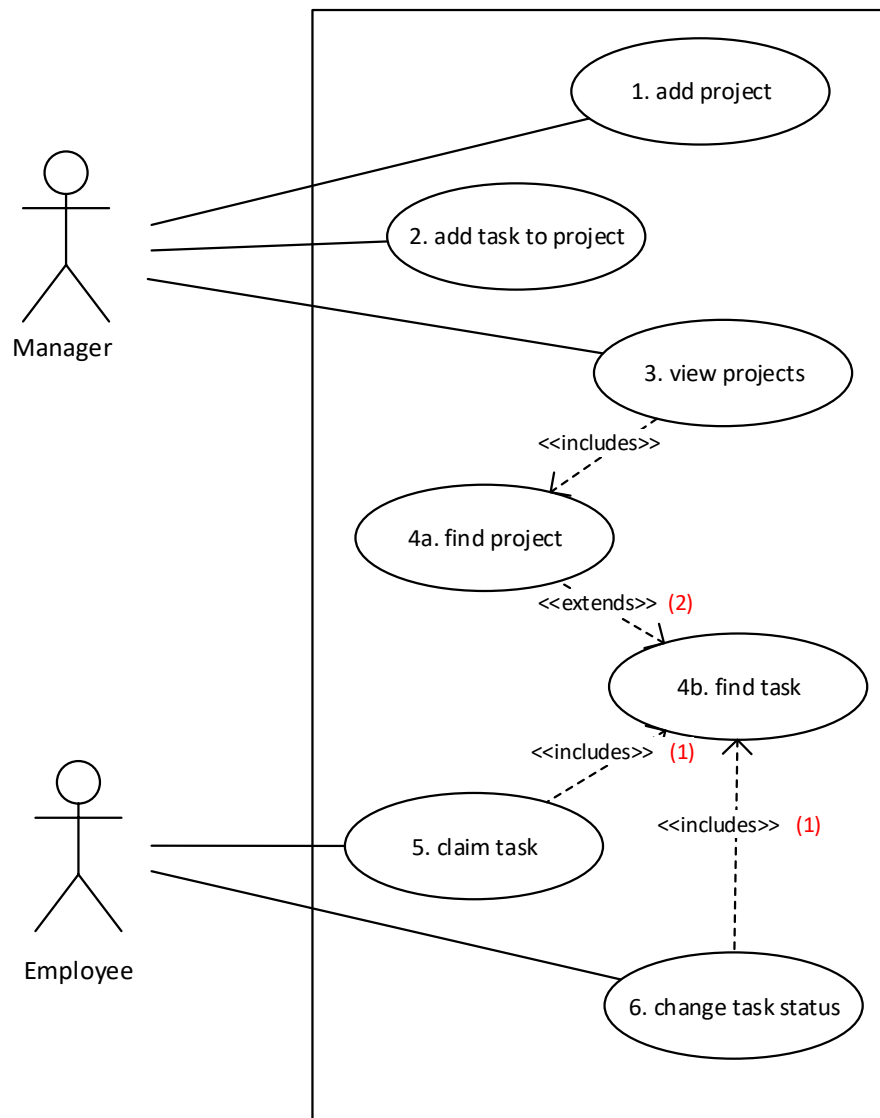 1. add project
2. add task to project
Manager
3. view projects
<<includes>>
4a. find project
<<extends>> (2)
4b. find task
<<includes>> (1)
<<includes>> (1)
5. claim task
Employee
6. change task status